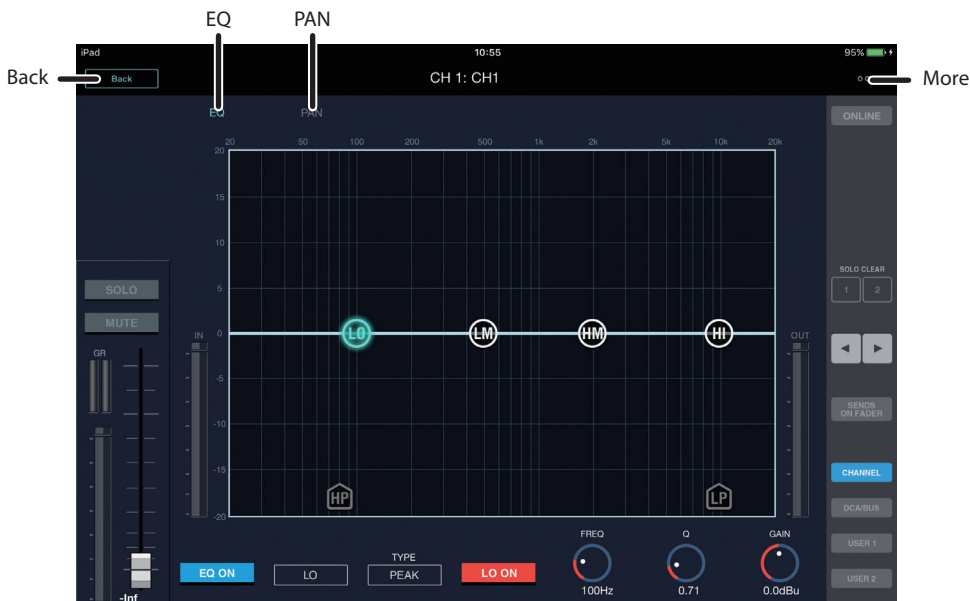 EQ PAN
Back
More
iPad 10:55 95%
Back CH 1: CH1
EQ PAN
ONLINE
20 50 100 200 500 1k 2k 5k 10k 20k
20
15
10
5
0
-5
-10
-15
-20
SOLO
MUTE
GR
IN
LO LM HM HI
OUT
HP LP
SOLO CLEAR
1 2
SENDS
ON FADER
CHANNEL
DCA/BUS
USER 1
USER 2
FREQ Q GAIN
TYPE
EQ ON LO PEAK LO ON
100Hz 0.71 0.0dBu
-Inf